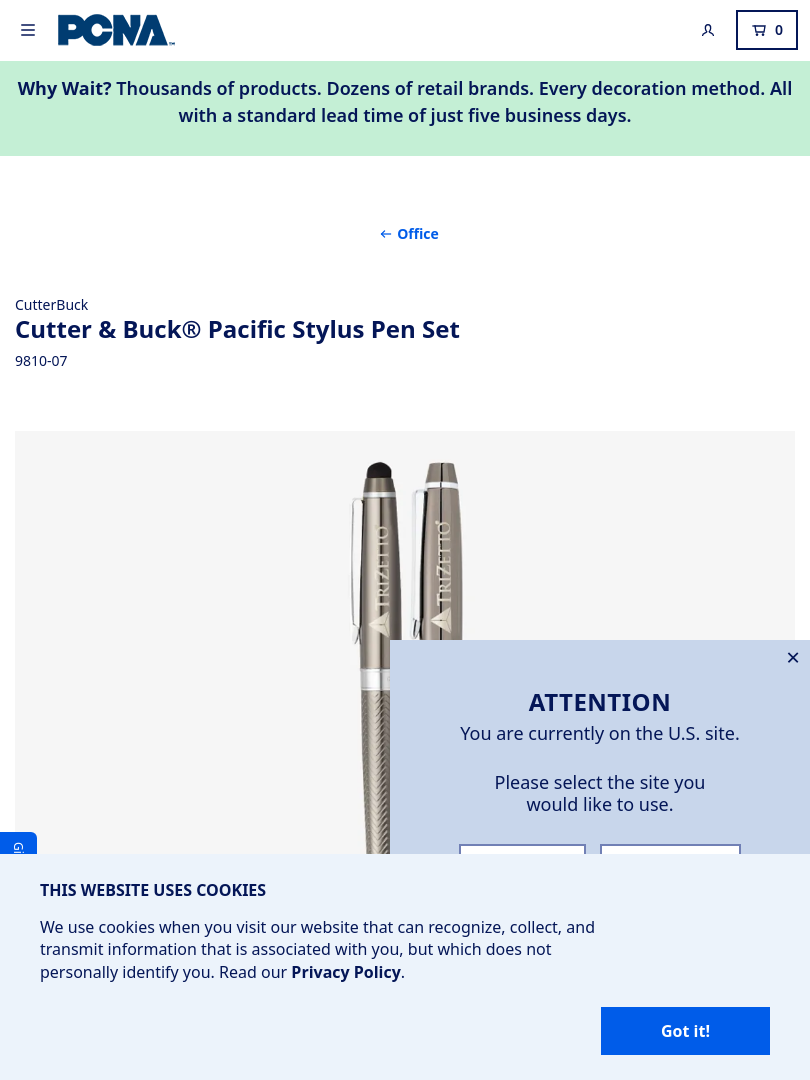 PCNA
0
Why Wait? Thousands of products. Dozens of retail brands. Every decoration method. All
with a standard lead time of just five business days.
← Office
CutterBuck
Cutter & Buck® Pacific Stylus Pen Set
9810-07
TRIZETTO
TRIZETTO
ATTENTION
You are currently on the U.S. site.
Please select the site you
would like to use.
THIS WEBSITE USES COOKIES
We use cookies when you visit our website that can recognize, collect, and
transmit information that is associated with you, but which does not
personally identify you. Read our Privacy Policy.
Got it!